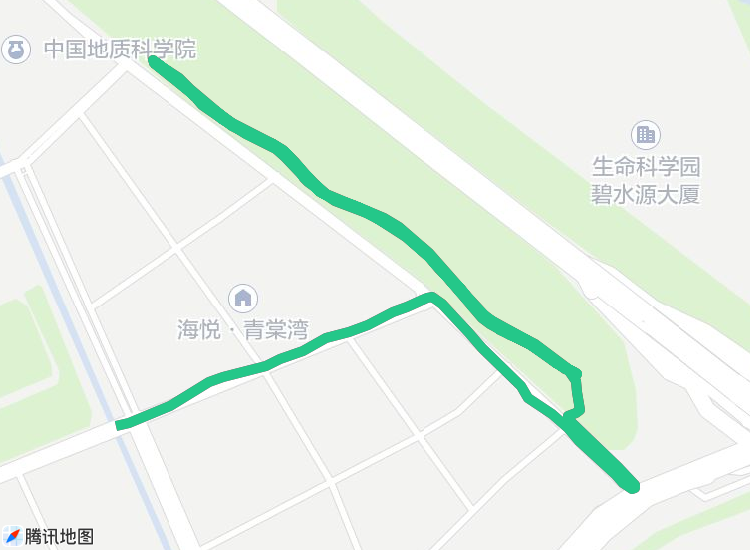 中国地质科学院
生命科学园
碧水源大厦
海悦·青棠湾
腾讯地图